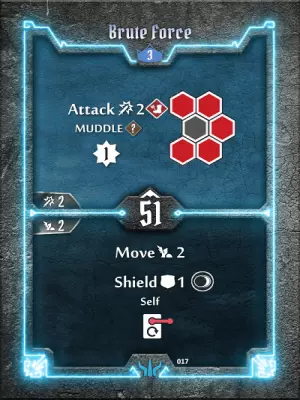 Brute Force
3
Attack 2
MUDDLE ?
1
2
51
2
Move 2
Shield 1
Self
017